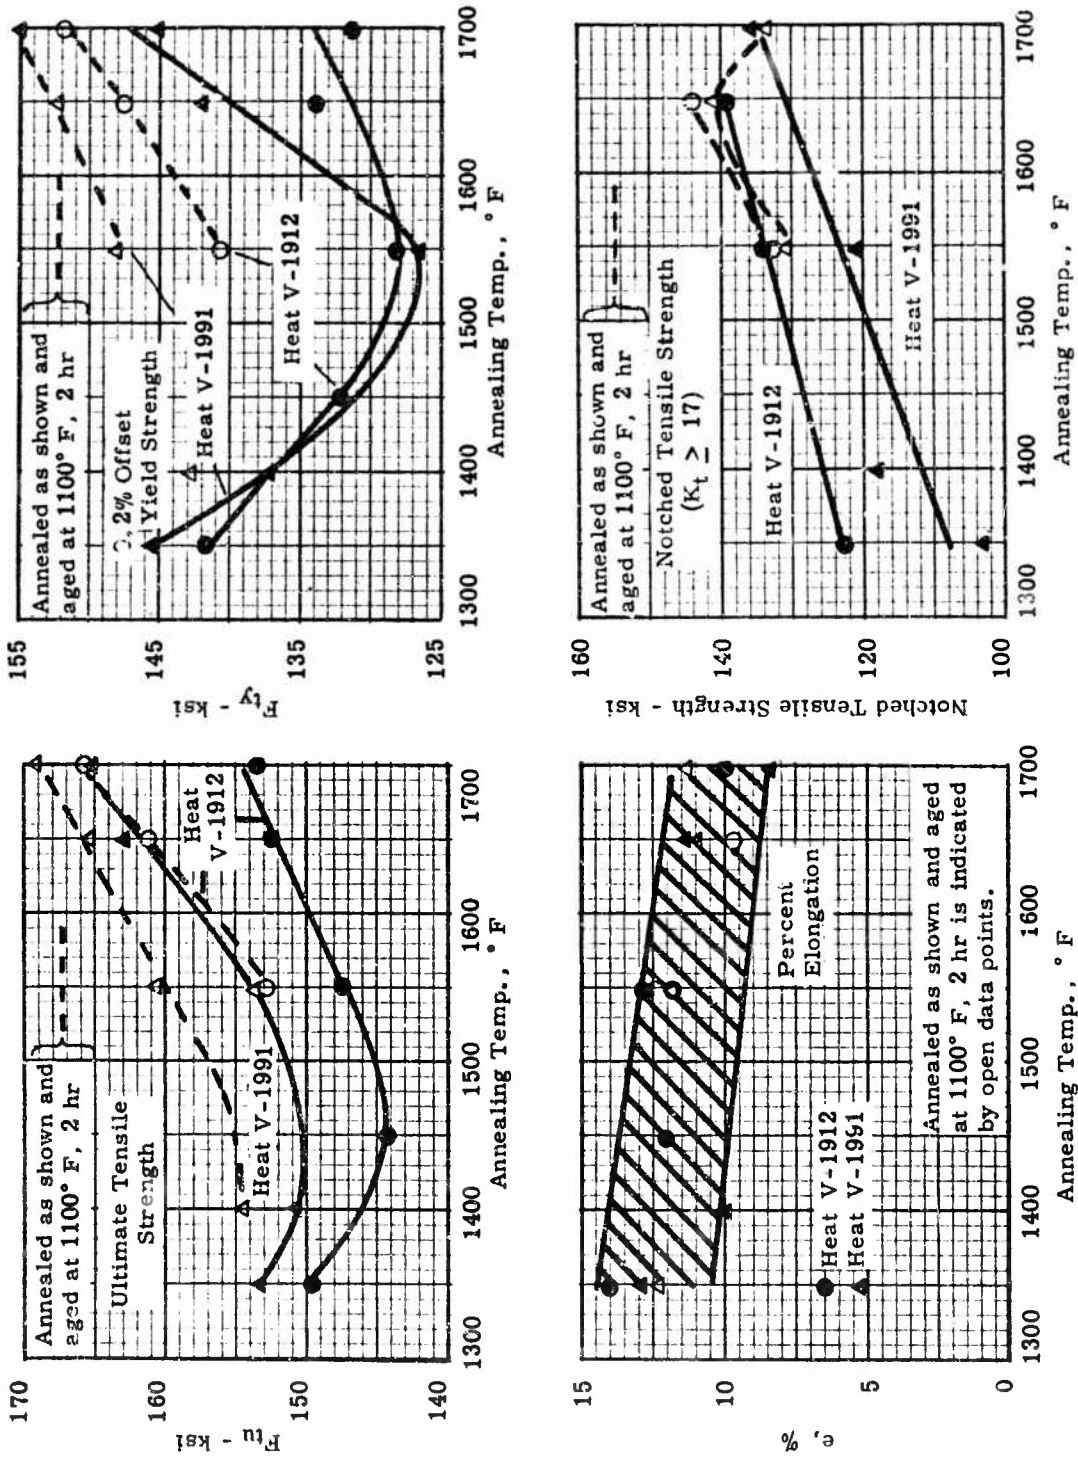 Annealed as shown and
aged at 1100° F, 2 hr
Ultimate Tensile
Strength
Heat V-1991
Heat
V-1912
170
160
150
140
Ftu - ksi
1300
1400
1500
1600
1700
Annealing Temp., °F
Annealed as shown and
aged at 1100° F, 2 hr
0.2% Offset
Yield Strength
Heat V-1991
Heat V-1912
155
145
135
125
Fty - ksi
1300
1400
1500
1600
1700
Annealing Temp., °F
15
10
5
0
e, %
Percent
Elongation
Heat V-1912
Heat V-1991
Annealed as shown and aged
at 1100° F, 2 hr is indicated
by open data points.
1300
1400
1500
1600
1700
Annealing Temp., °F
Annealed as shown and
aged at 1100° F, 2 hr
Notched Tensile Strength
(Kt ≥ 17)
Heat V-1912
Heat V-1991
160
140
120
100
Notched Tensile Strength - ksi
1300
1400
1500
1600
1700
Annealing Temp., °F